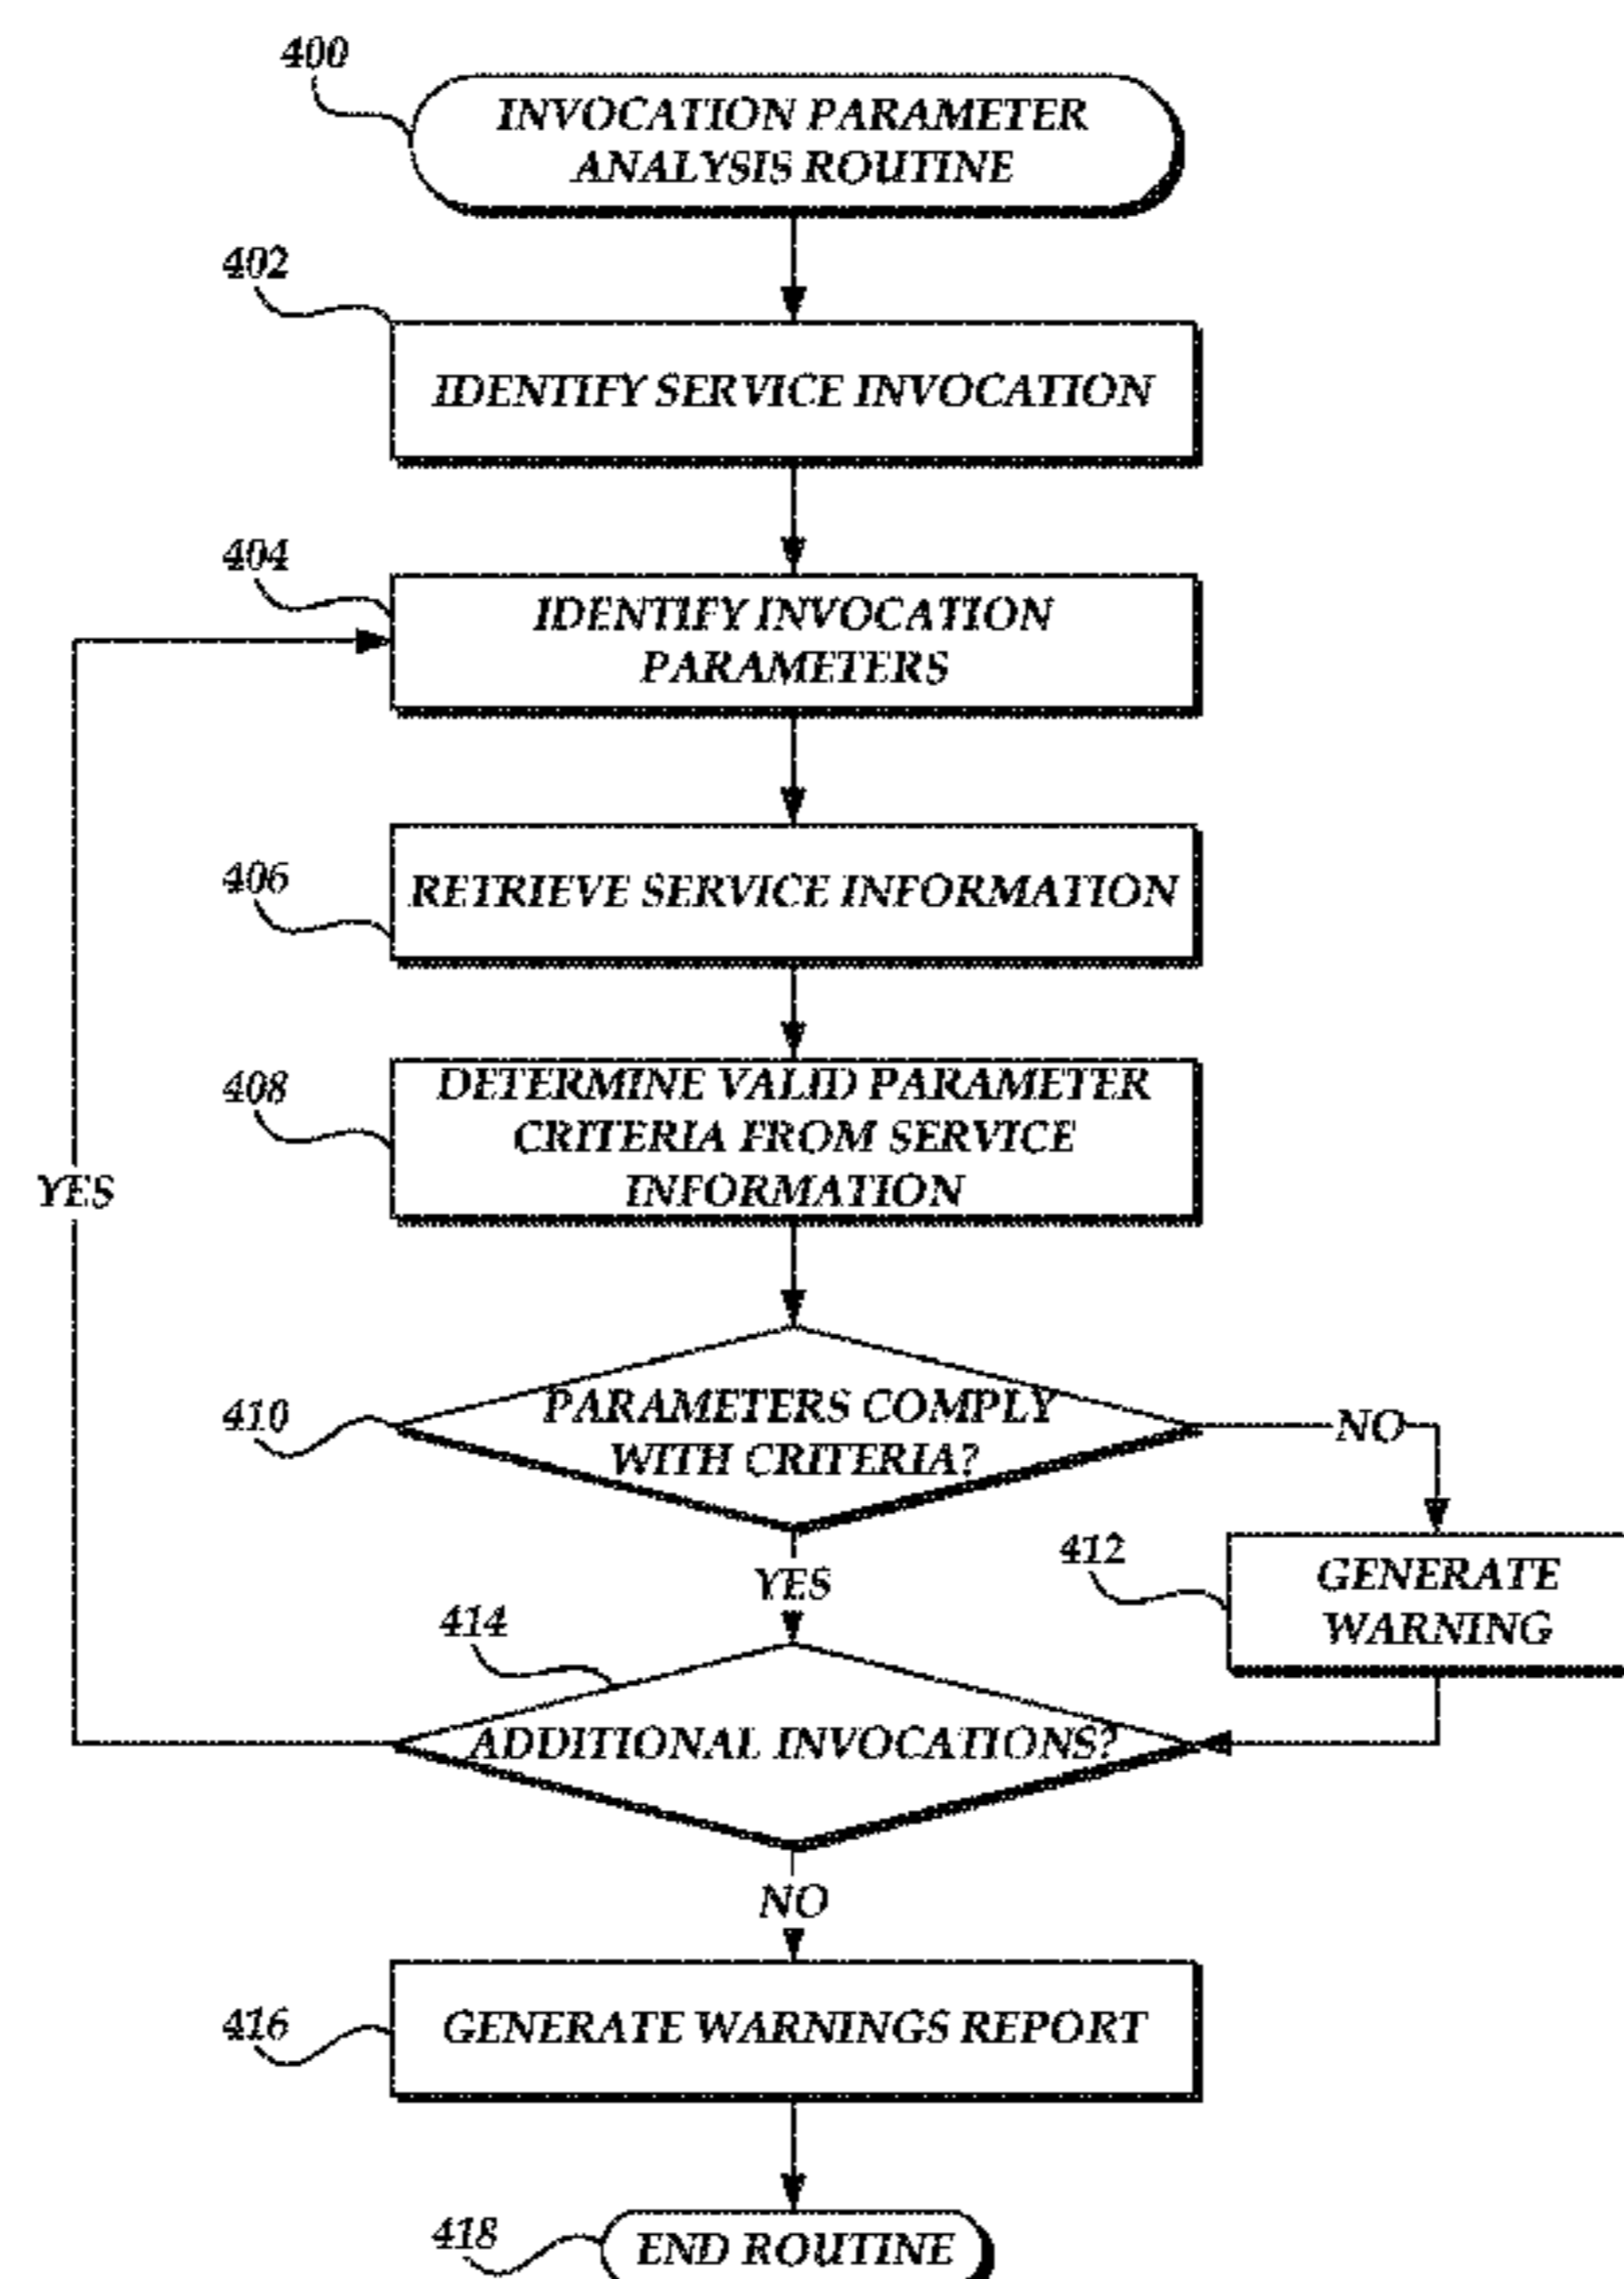 400
INVOCATION PARAMETER
ANALYSIS ROUTINE
402
IDENTIFY SERVICE INVOCATION
404
IDENTIFY INVOCATION
PARAMETERS
406
RETRIEVE SERVICE INFORMATION
408
DETERMINE VALID PARAMETER
CRITERIA FROM SERVICE
INFORMATION
YES
410
PARAMETERS COMPLY
WITH CRITERIA?
NO
412
GENERATE
WARNING
YES
414
ADDITIONAL INVOCATIONS?
NO
416
GENERATE WARNINGS REPORT
418
END ROUTINE